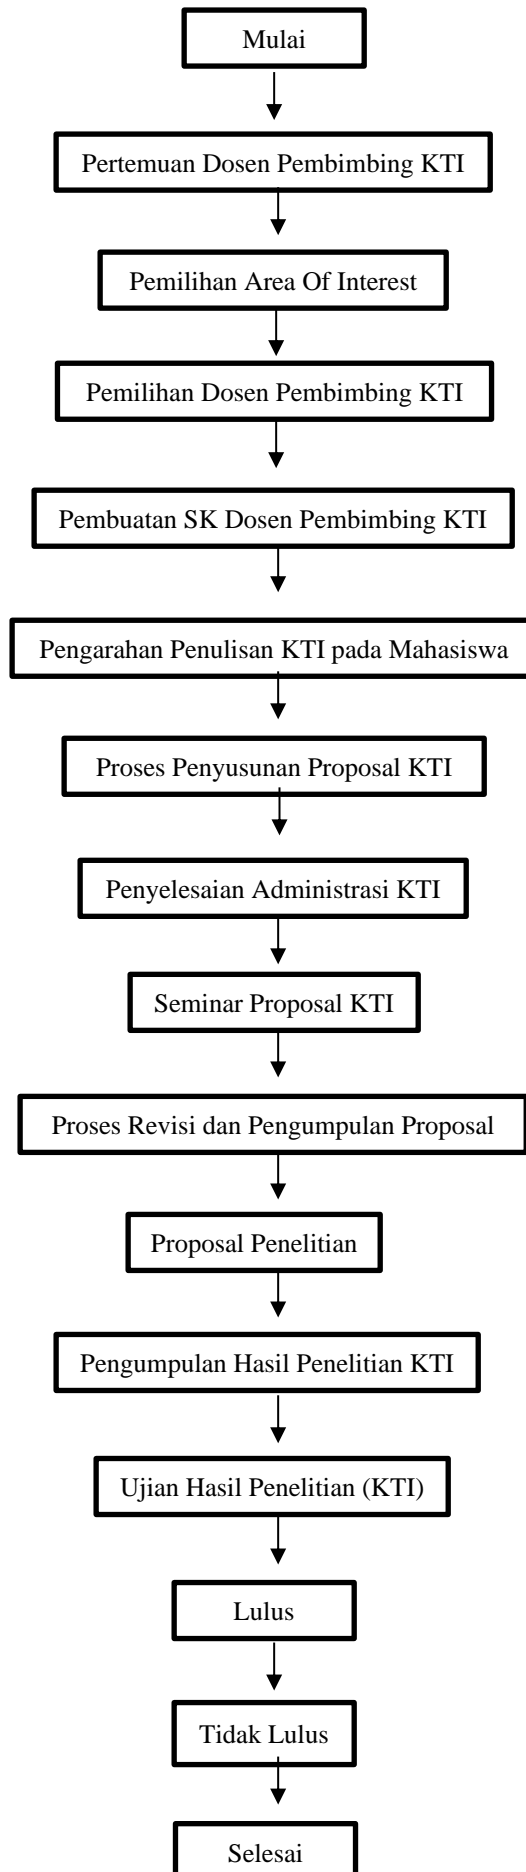 Mulai
Pertemuan Dosen Pembimbing KTI
Pemilihan Area Of Interest
Pemilihan Dosen Pembimbing KTI
Pembuatan SK Dosen Pembimbing KTI
Pengarahan Penulisan KTI pada Mahasiswa
Proses Penyusunan Proposal KTI
Penyelesaian Administrasi KTI
Seminar Proposal KTI
Proses Revisi dan Pengumpulan Proposal
Proposal Penelitian
Pengumpulan Hasil Penelitian KTI
Ujian Hasil Penelitian (KTI)
Lulus
Tidak Lulus
Selesai